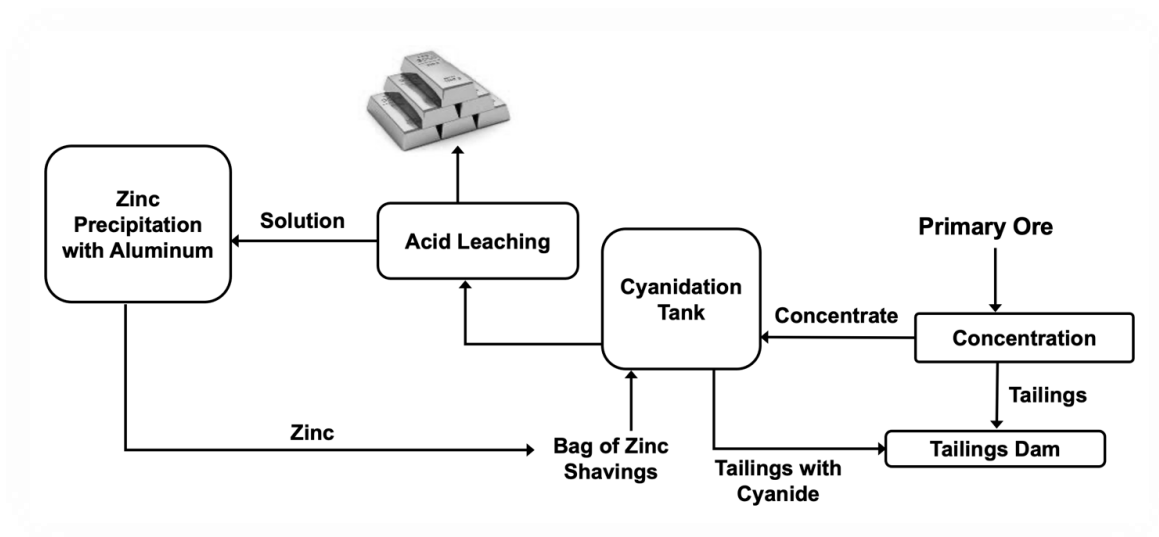 Zinc
Precipitation
with Aluminum
Solution
Acid Leaching
Cyanidation
Tank
Primary Ore
Concentrate
Concentration
Tailings
Tailings Dam
Zinc
Bag of Zinc
Shavings
Tailings with
Cyanide